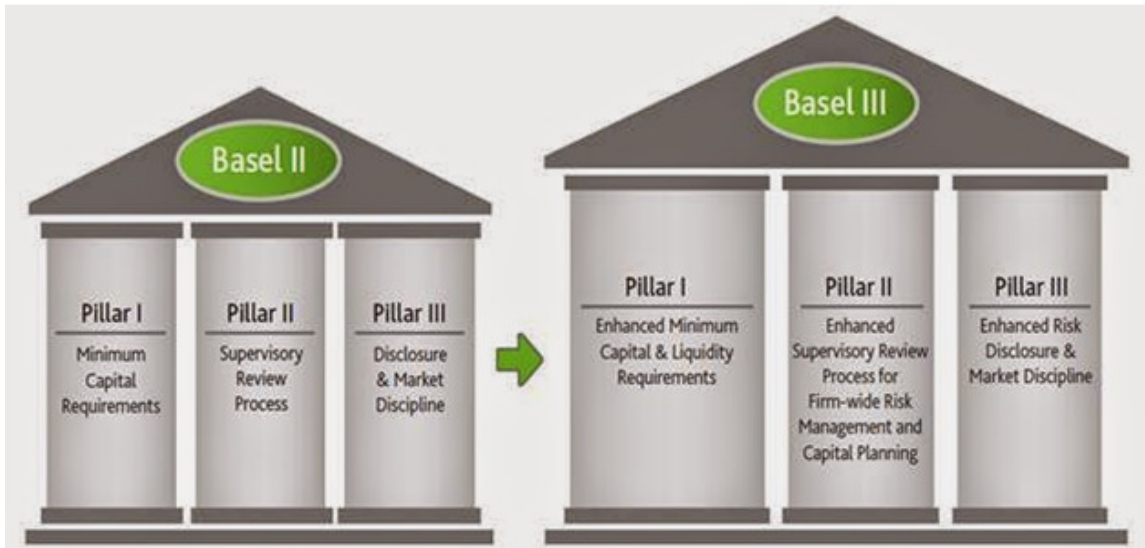 Basel II
Pillar I
Minimum
Capital
Requirements
Pillar II
Supervisory
Review
Process
Pillar III
Disclosure
& Market
Discipline
Basel III
Pillar I
Enhanced Minimum
Capital & Liquidity
Requirements
Pillar II
Enhanced
Supervisory Review
Process for
Firm-wide Risk
Management and
Capital Planning
Pillar III
Enhanced Risk
Disclosure &
Market Discipline